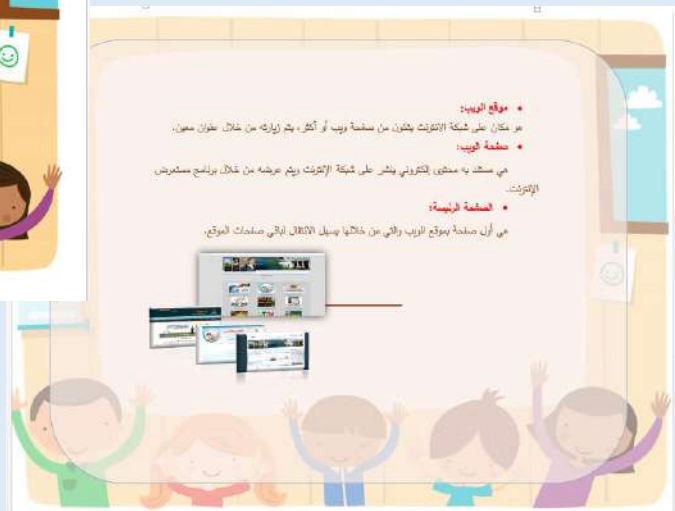 • موقع الويب:
هو مكان على شبكة الانترنت يتكون من صفحة ويب أو أكثر، يتم زيارته من خلال عنوان معين.
• صفحة الويب:
هي مستند به محتوى إلكتروني ينشر على شبكة الإنترنت ويتم عرضه من خلال برنامج مستعرض
الإنترنت.
• الصفحة الرئيسة:
هي أول صفحة بموقع الويب والتي من خلالها يسهل الانتقال لباقي صفحات الموقع.